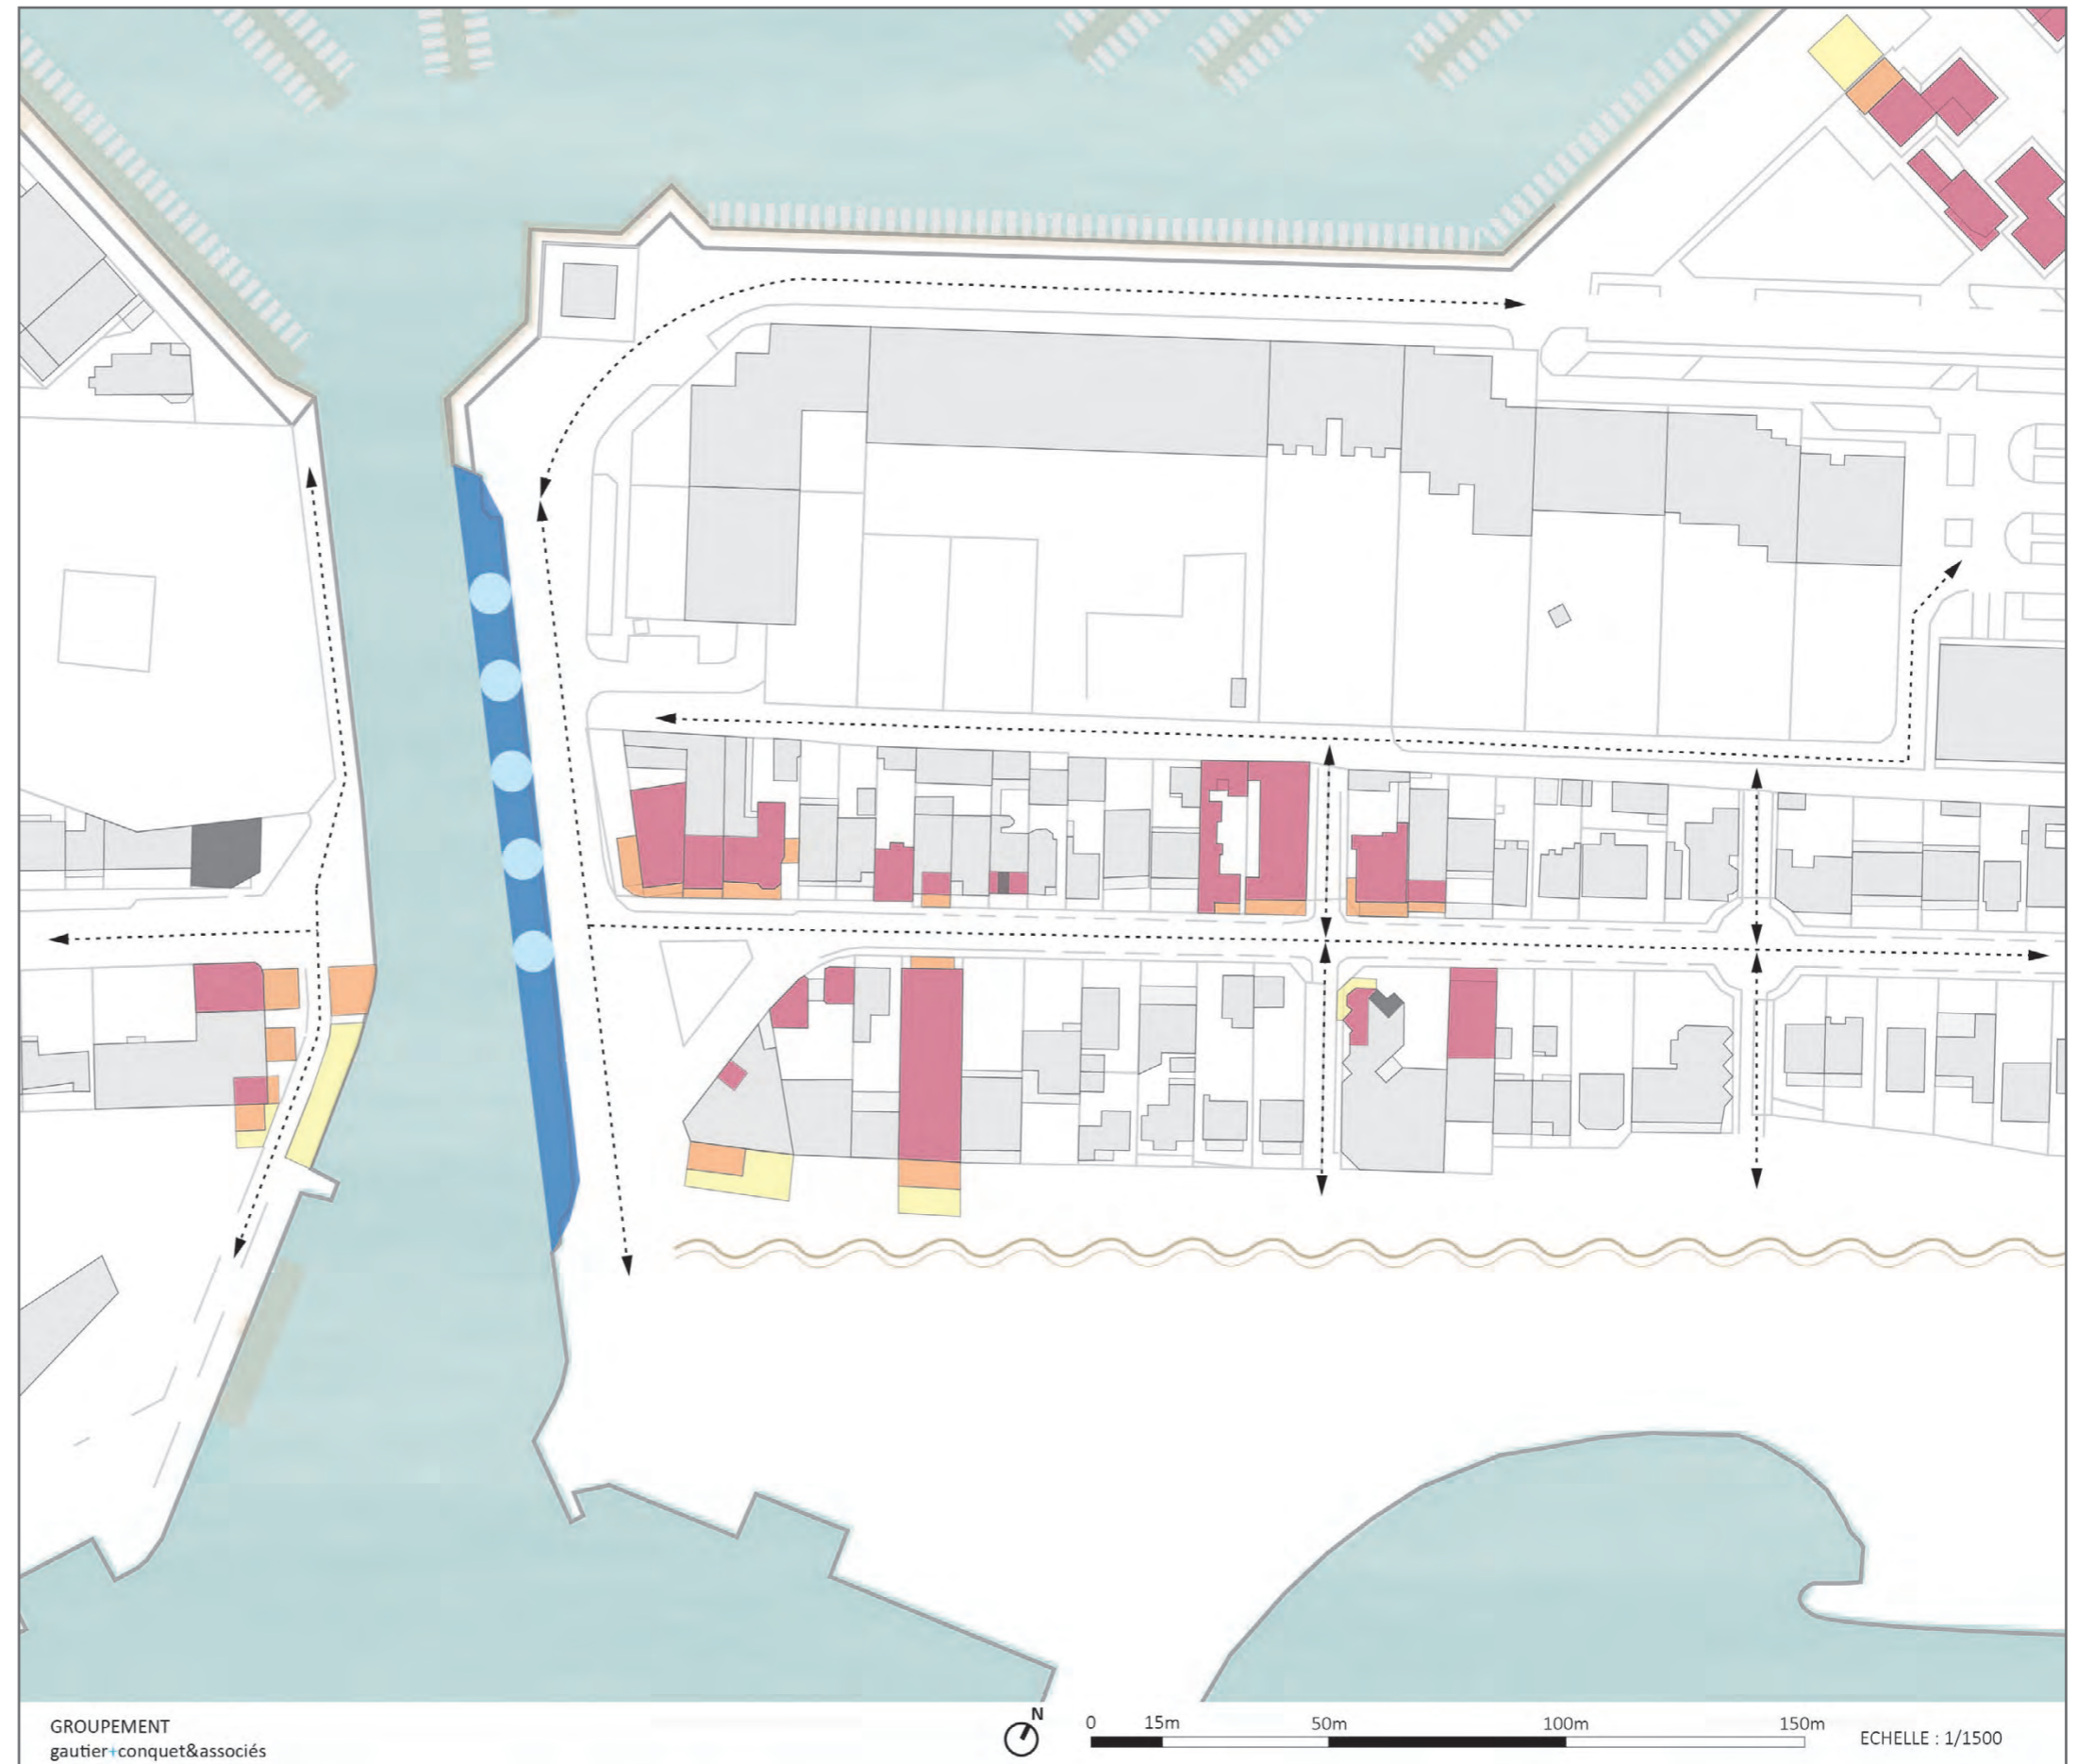 GROUPEMENT
gautier+conquet&associés
N
0 15m 50m 100m 150m
ECHELLE : 1/1500